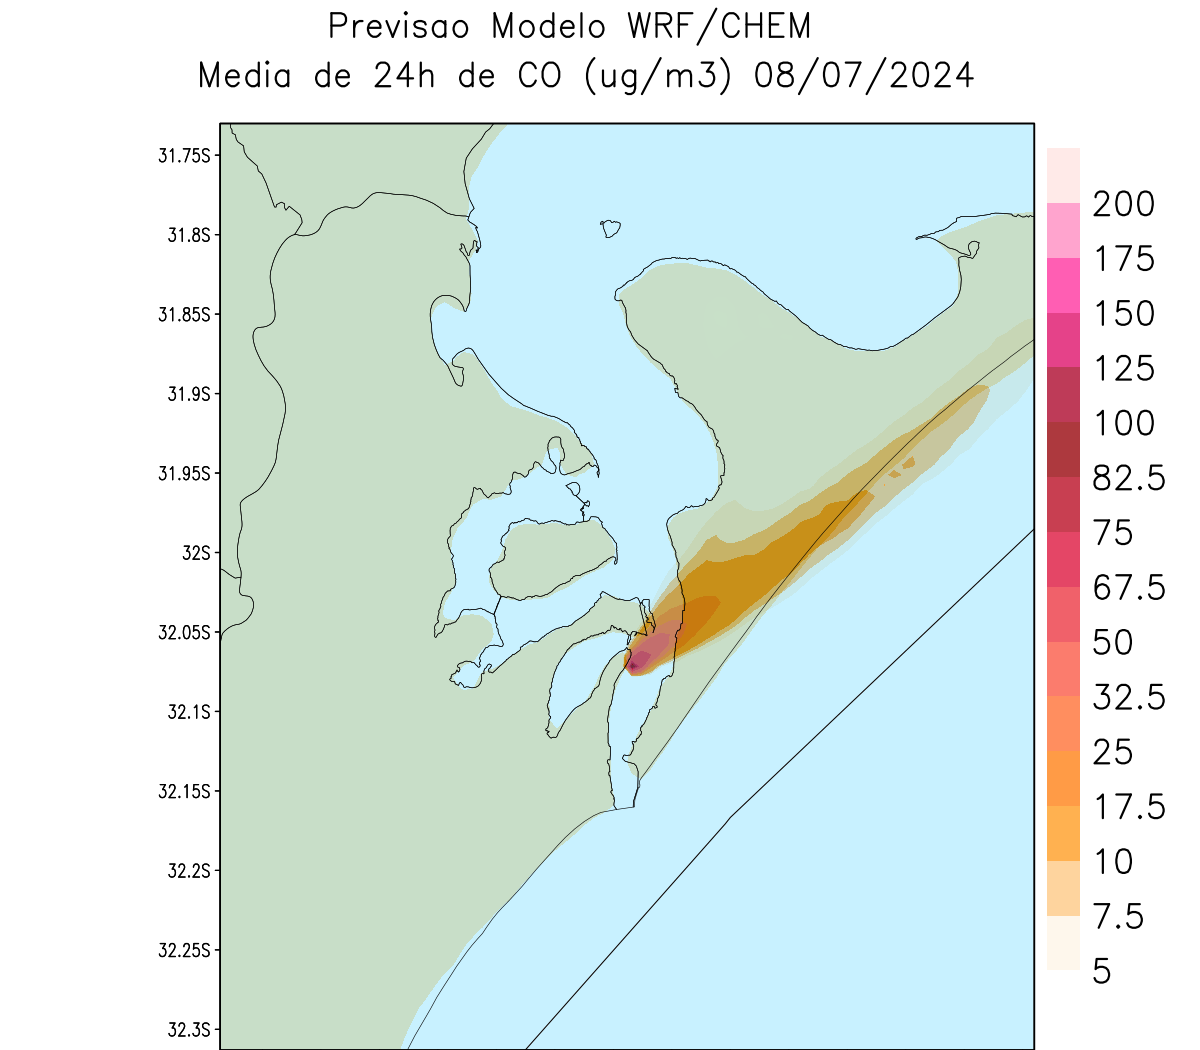 Previsao Modelo WRF/CHEM
Media de 24h de CO (ug/m3) 08/07/2024
31.75S
31.8S
31.85S
31.9S
31.95S
32S
32.05S
32.1S
32.15S
32.2S
32.25S
32.3S
200
175
150
125
100
82.5
75
67.5
50
32.5
25
17.5
10
7.5
5